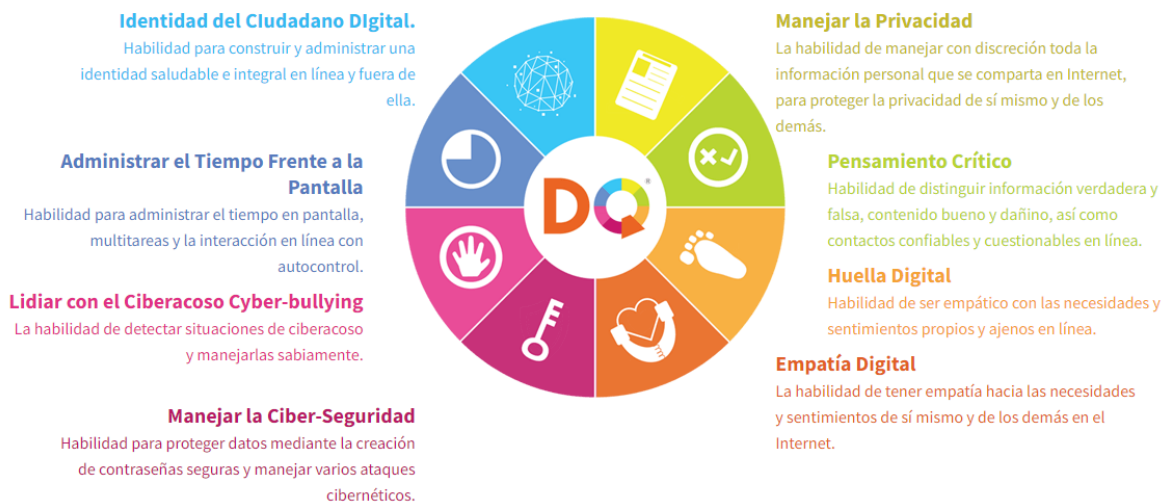 Identidad del CIudadano DIgital.
Habilidad para construir y administrar una
identidad saludable e integral en línea y fuera de
ella.
Administrar el Tiempo Frente a la
Pantalla
Habilidad para administrar el tiempo en pantalla,
multitareas y la interacción en línea con
autocontrol.
Lidiar con el Ciberacoso Cyber-bullying
La habilidad de detectar situaciones de ciberacoso
y manejarlas sabiamente.
Manejar la Ciber-Seguridad
Habilidad para proteger datos mediante la creación
de contraseñas seguras y manejar varios ataques
cibernéticos.
DQ®
Manejar la Privacidad
La habilidad de manejar con discreción toda la
información personal que se comparta en Internet,
para proteger la privacidad de sí mismo y de los
demás.
Pensamiento Crítico
Habilidad de distinguir información verdadera y
falsa, contenido bueno y dañino, así como
contactos confiables y cuestionables en línea.
Huella Digital
Habilidad de ser empático con las necesidades y
sentimientos propios y ajenos en línea.
Empatía Digital
La habilidad de tener empatía hacia las necesidades
y sentimientos de sí mismo y de los demás en el
Internet.